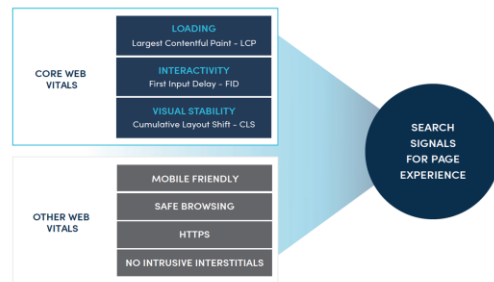 CORE WEB
VITALS
LOADING
Largest Contentful Paint - LCP
INTERACTIVITY
First Input Delay - FID
VISUAL STABILITY
Cumulative Layout Shift - CLS
OTHER WEB
VITALS
MOBILE FRIENDLY
SAFE BROWSING
HTTPS
NO INTRUSIVE INTERSTITIALS
SEARCH
SIGNALS
FOR PAGE
EXPERIENCE